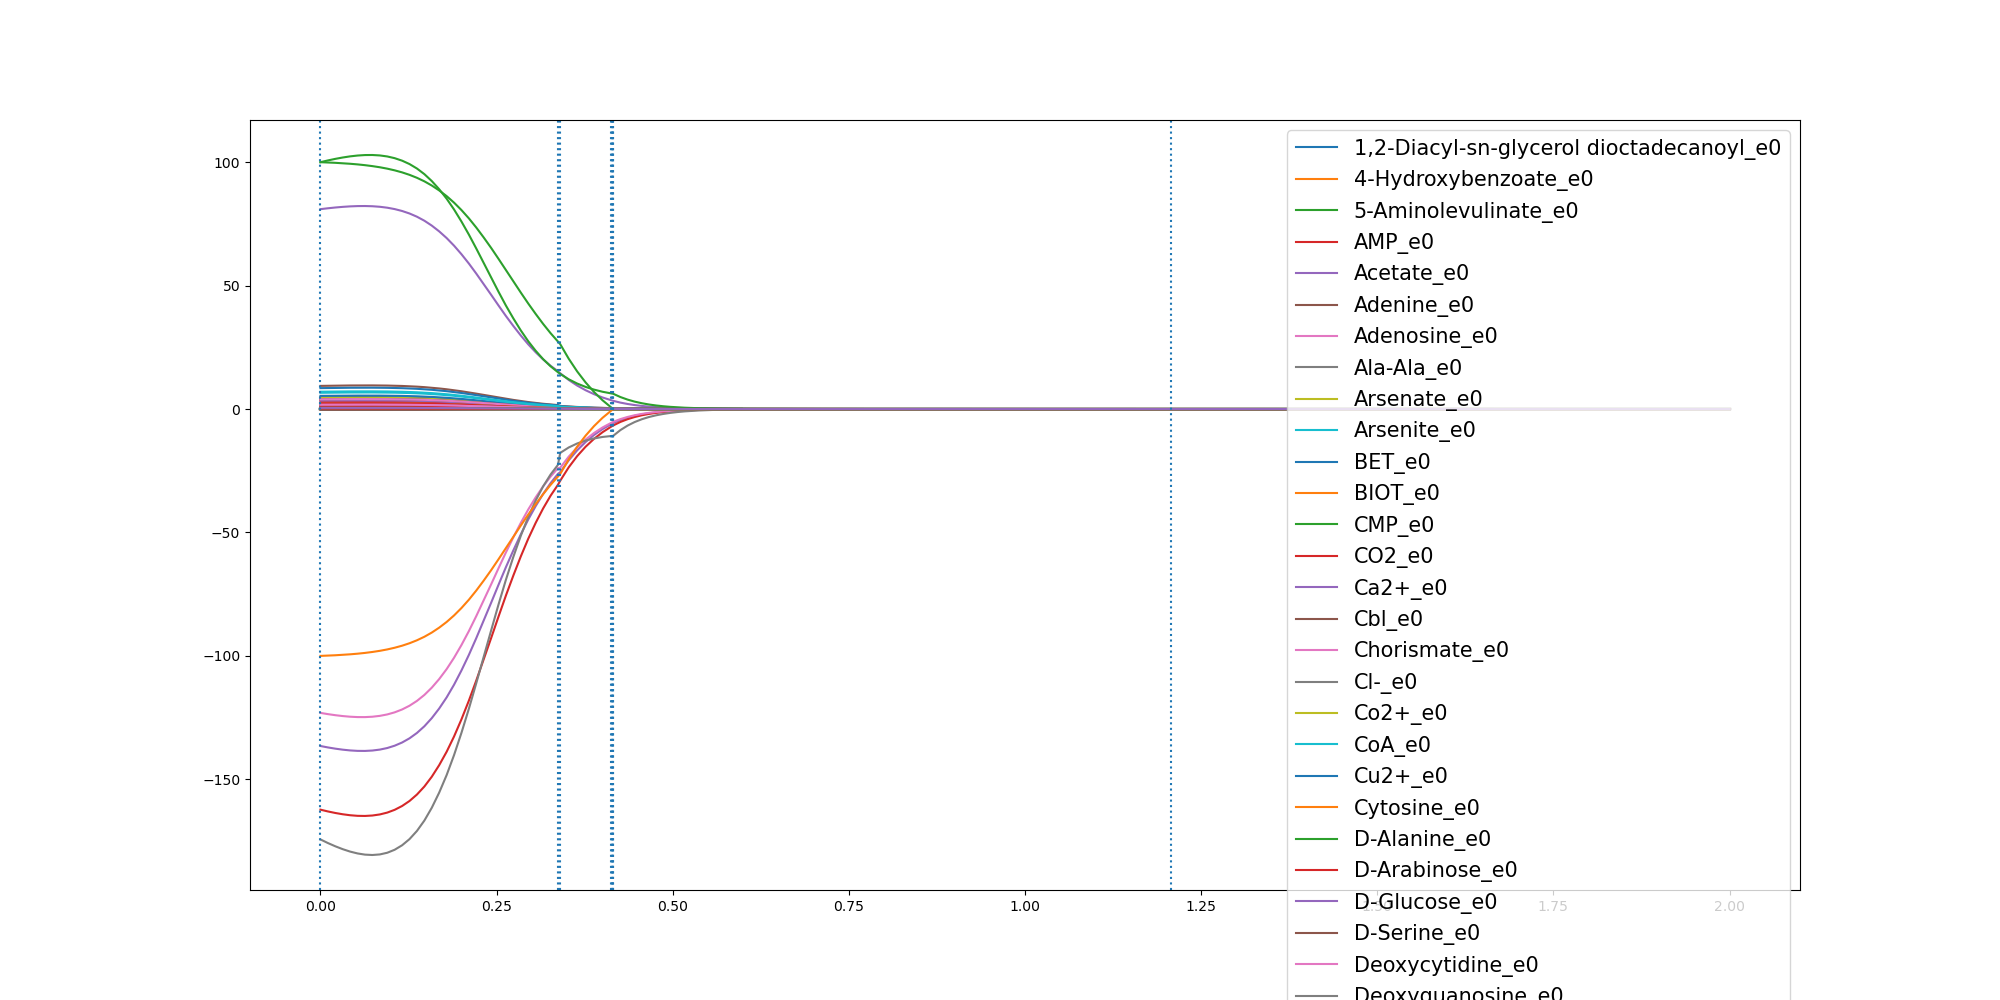 100
50
0
−50
−100
−150
0.00
0.25
0.50
0.75
1.00
1.25
1.75
2.00
1,2-Diacyl-sn-glycerol dioctadecanoyl_e0
4-Hydroxybenzoate_e0
5-Aminolevulinate_e0
AMP_e0
Acetate_e0
Adenine_e0
Adenosine_e0
Ala-Ala_e0
Arsenate_e0
Arsenite_e0
BET_e0
BIOT_e0
CMP_e0
CO2_e0
Ca2+_e0
Cbl_e0
Chorismate_e0
Cl-_e0
Co2+_e0
CoA_e0
Cu2+_e0
Cytosine_e0
D-Alanine_e0
D-Arabinose_e0
D-Glucose_e0
D-Serine_e0
Deoxycytidine_e0
Deoxyguanosine_e0